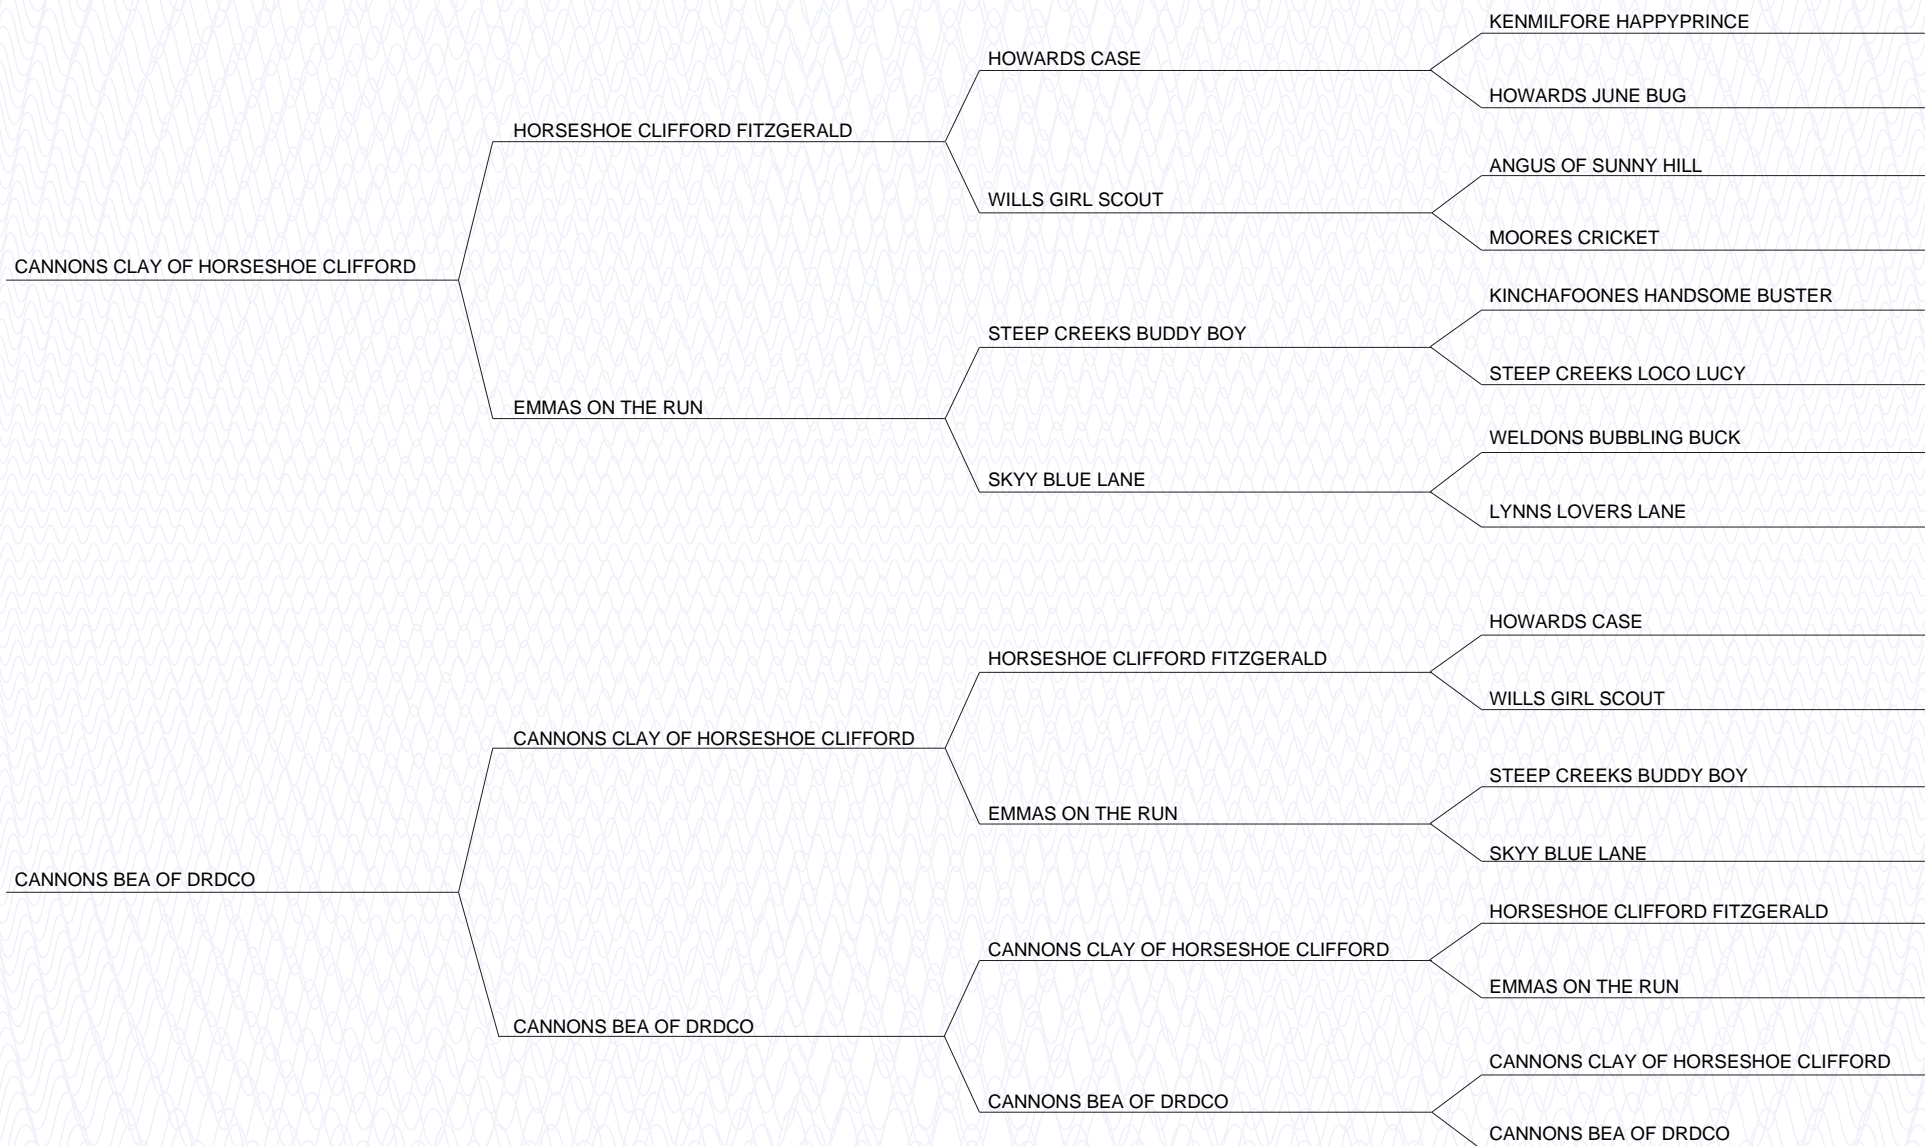 KENMILFORE HAPPYPRINCE
HOWARDS CASE
HOWARDS JUNE BUG
HORSESHOE CLIFFORD FITZGERALD
ANGUS OF SUNNY HILL
WILLS GIRL SCOUT
MOORES CRICKET
CANNONS CLAY OF HORSESHOE CLIFFORD
KINCHAFOONES HANDSOME BUSTER
STEEP CREEKS BUDDY BOY
STEEP CREEKS LOCO LUCY
EMMAS ON THE RUN
WELDONS BUBBLING BUCK
SKYY BLUE LANE
LYNNS LOVERS LANE
HOWARDS CASE
HORSESHOE CLIFFORD FITZGERALD
WILLS GIRL SCOUT
CANNONS CLAY OF HORSESHOE CLIFFORD
STEEP CREEKS BUDDY BOY
EMMAS ON THE RUN
SKYY BLUE LANE
CANNONS BEA OF DRDCO
HORSESHOE CLIFFORD FITZGERALD
CANNONS CLAY OF HORSESHOE CLIFFORD
EMMAS ON THE RUN
CANNONS BEA OF DRDCO
CANNONS CLAY OF HORSESHOE CLIFFORD
CANNONS BEA OF DRDCO
CANNONS BEA OF DRDCO